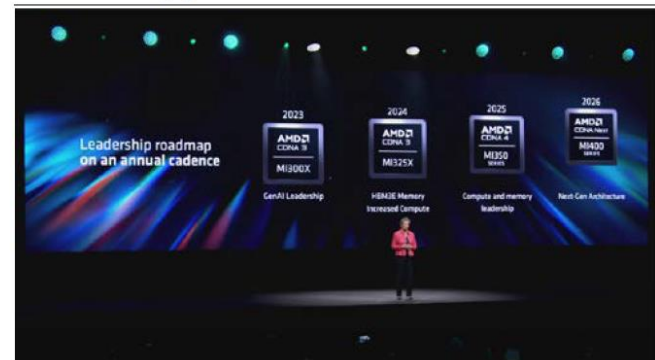 Leadership roadmap
on an annual cadence
2023
AMD
CDNA 3
MI300X
GenAI Leadership
2024
AMD
CDNA 3
MI325X
HBM3E Memory
Increased Compute
2025
AMD
CDNA 4
MI350
SERIES
Compute and memory
leadership
2026
AMD
CDNA Next
MI400
SERIES
Next-Gen Architecture